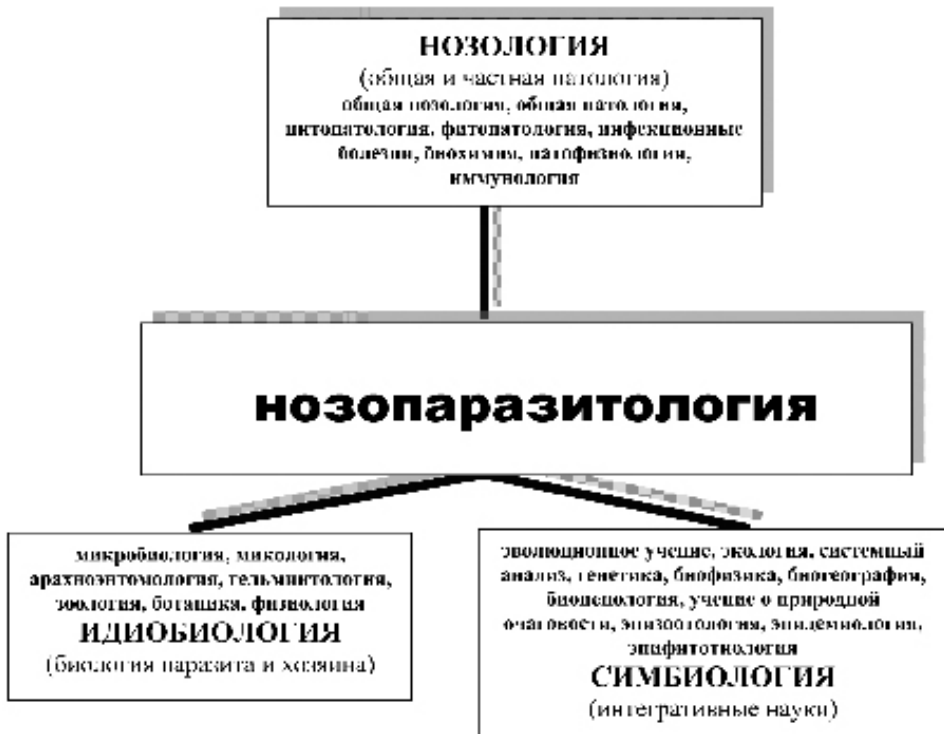 НОЗОЛОГИЯ
(общая и частная патология)
общая нозология, общая патология,
цитопатология, фитопатология, инфекционные
болезни, биохимия, патофизиология,
иммунология
нозопаразитология
микробиология, микология,
арахноэнтомология, гельминтология,
зоология, ботаника, физиология
ИДИОБИОЛОГИЯ
(биология паразита и хозяина)
эволюционное учение, экология, системный
анализ, генетика, биофизика, биогеография,
биоценология, учение о природной
очаговости, эпизоотология, эпидемиология,
эпифитотиология
СИМБИОЛОГИЯ
(интегративные науки)